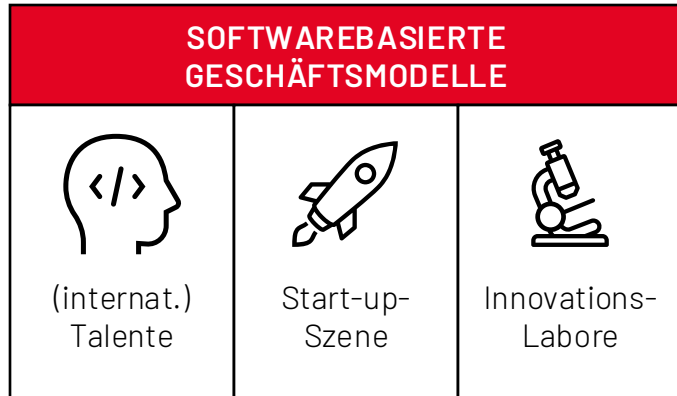 SOFTWAREBASIERTE
GESCHÄFTSMODELLE
</>
(internat.)
Talente
Start-up-
Szene
Innovations-
Labore